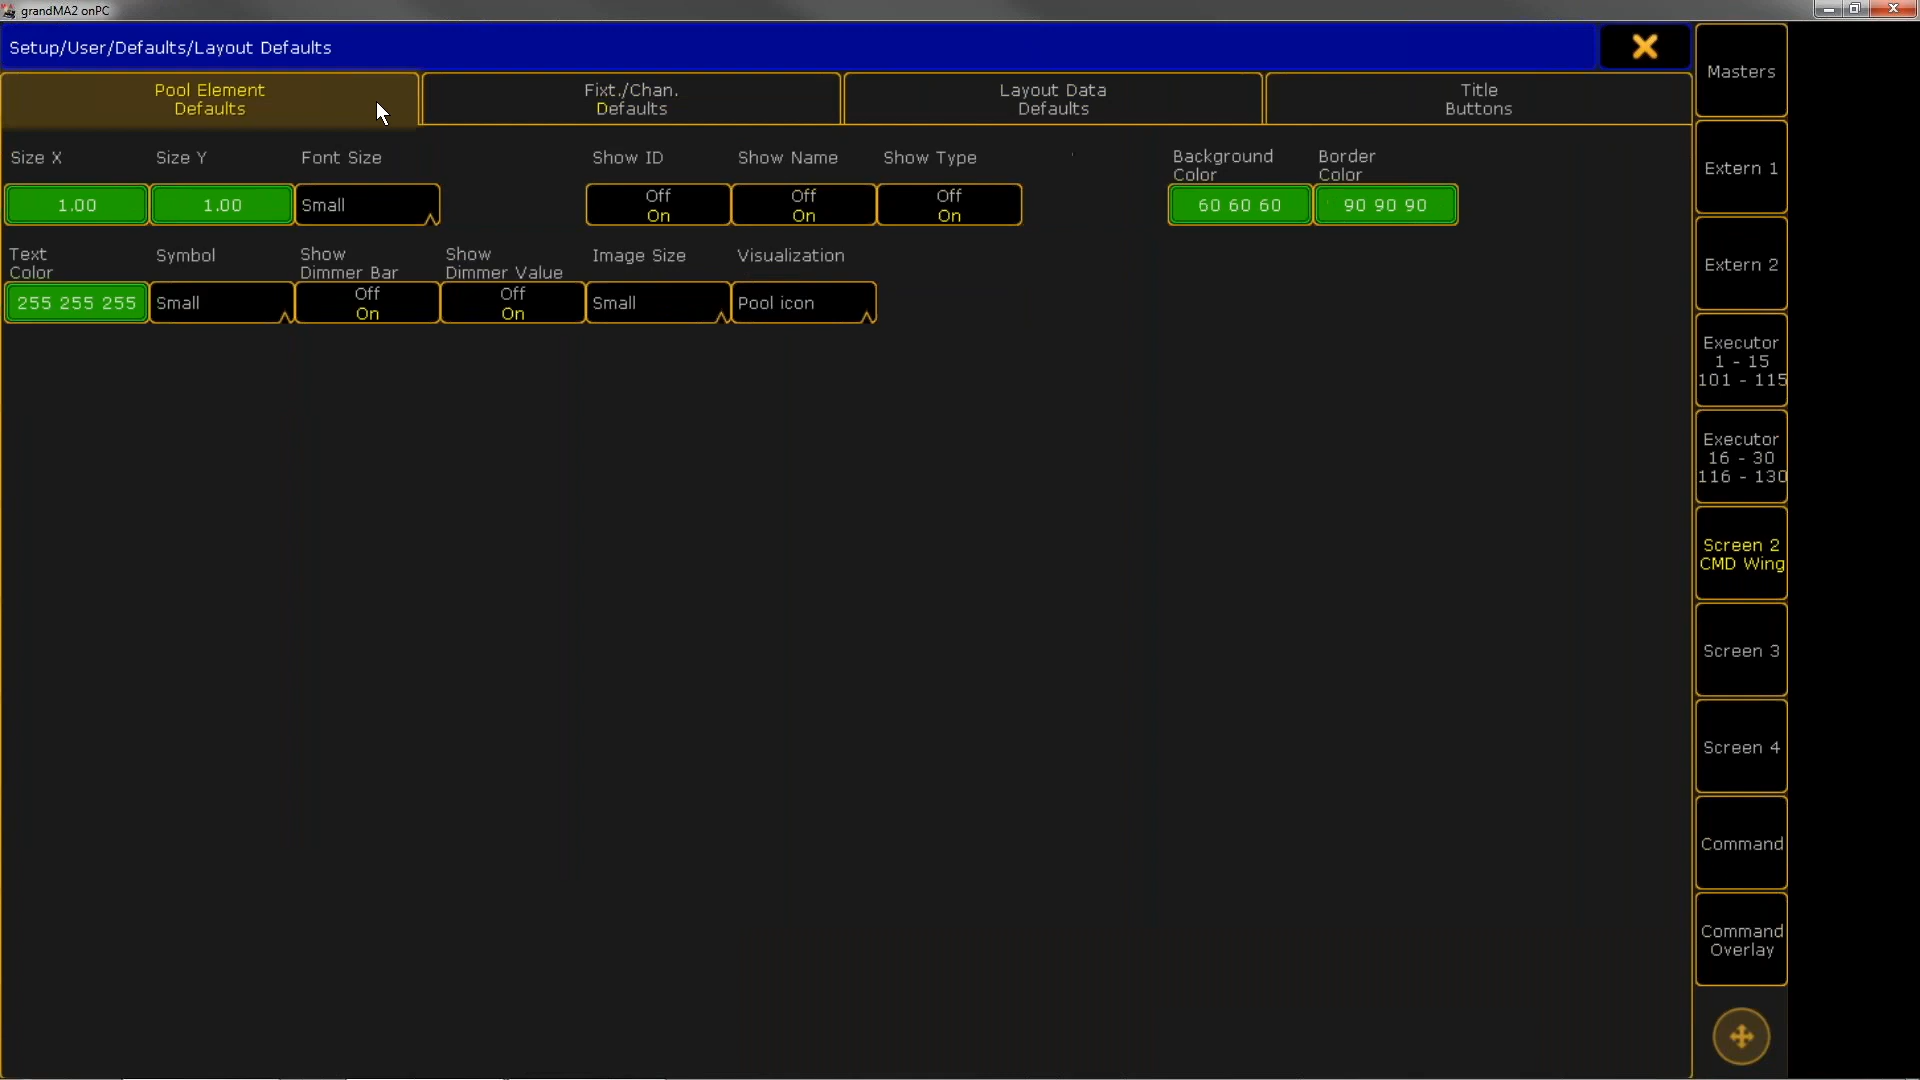 grandMA2 onPC
Setup/User/Defaults/Layout Defaults
Pool Element
Defaults
Fixt./Chan.
Defaults
Layout Data
Defaults
Title
Buttons
Size X
Size Y
Font Size
Show ID
Show Name
Show Type
Background
Color
Border
Color
1.00
1.00
Small
Off
On
Off
On
Off
On
60 60 60
90 90 90
Text
Color
Symbol
Show
Dimmer Bar
Show
Dimmer Value
Image Size
Visualization
255 255 255
Small
Off
On
Off
On
Small
Pool icon
Masters
Extern 1
Extern 2
Executor
1 - 15
101 - 115
Executor
16 - 30
116 - 130
Screen 2
CMD Wing
Screen 3
Screen 4
Command
Command
Overlay